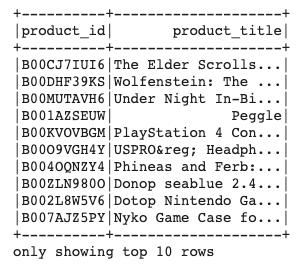 +----------+--------------------+
|product_id|       product_title|
+----------+--------------------+
|B00CJ7IUI6|The Elder Scrolls...|
|B00DHF39KS|Wolfenstein: The ...|
|B00MUTAVH6|Under Night In-Bi...|
|B001AZSEUW|              Peggle|
|B00KVOVBGM|PlayStation 4 Con...|
|B0009VGH4Y|USPRO&reg; Headph...|
|B004OQNZY4|Phineas and Ferb:...|
|B00ZLN980O|Donop seablue 2.4...|
|B002L8W5V6|Dotop Nintendo Ga...|
|B007AJZ5PY|Nyko Game Case fo...|
+----------+--------------------+
only showing top 10 rows